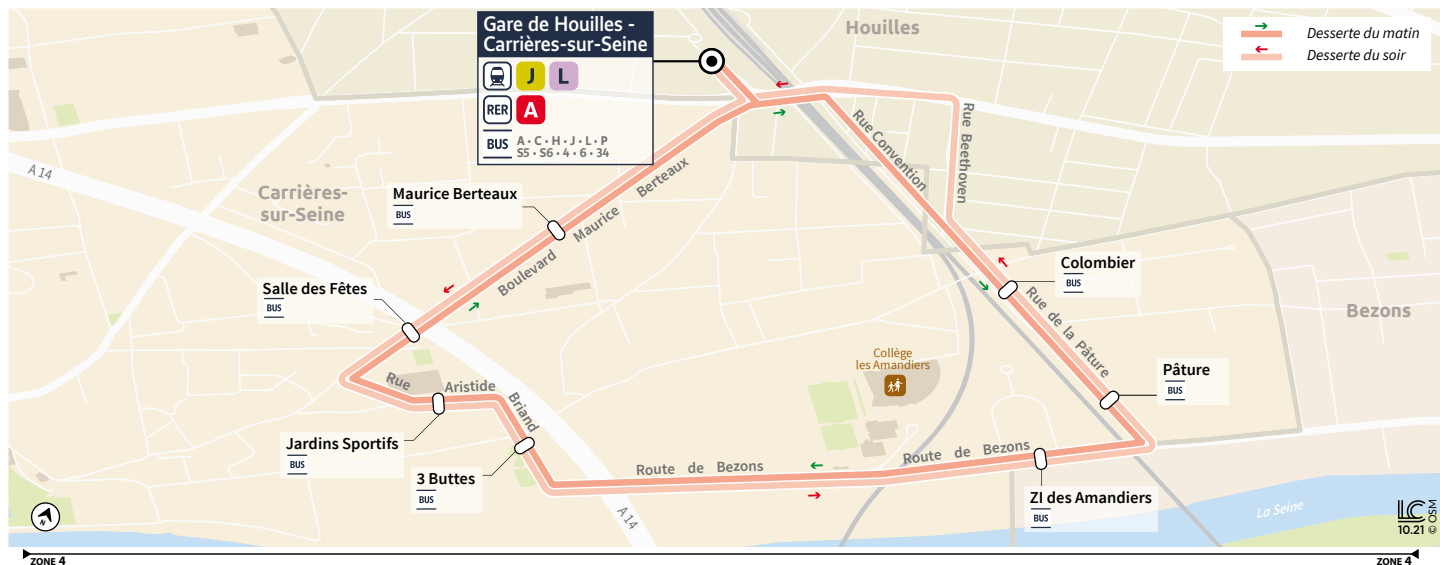 Gare de Houilles -
Carrières-sur-Seine
J L
RER A
BUS A • C • H • J • L • P
S5 • S6 • 4 • 6 • 34
Houilles
Desserte du matin
Desserte du soir
A 14
Carrières-
sur-Seine
Maurice Berteaux
BUS
Boulevard Maurice Berteaux
Rue Convention
Rue Beethoven
Salle des Fêtes
BUS
Colombier
BUS
Rue de la Pâture
Bezons
Collège
les Amandiers
Pâture
BUS
Rue Aristide Briand
Jardins Sportifs
BUS
3 Buttes
BUS
Route de Bezons
Route de Bezons
ZI des Amandiers
BUS
A 14
La Seine
N
LC
10.21 © OSM
ZONE 4
ZONE 4